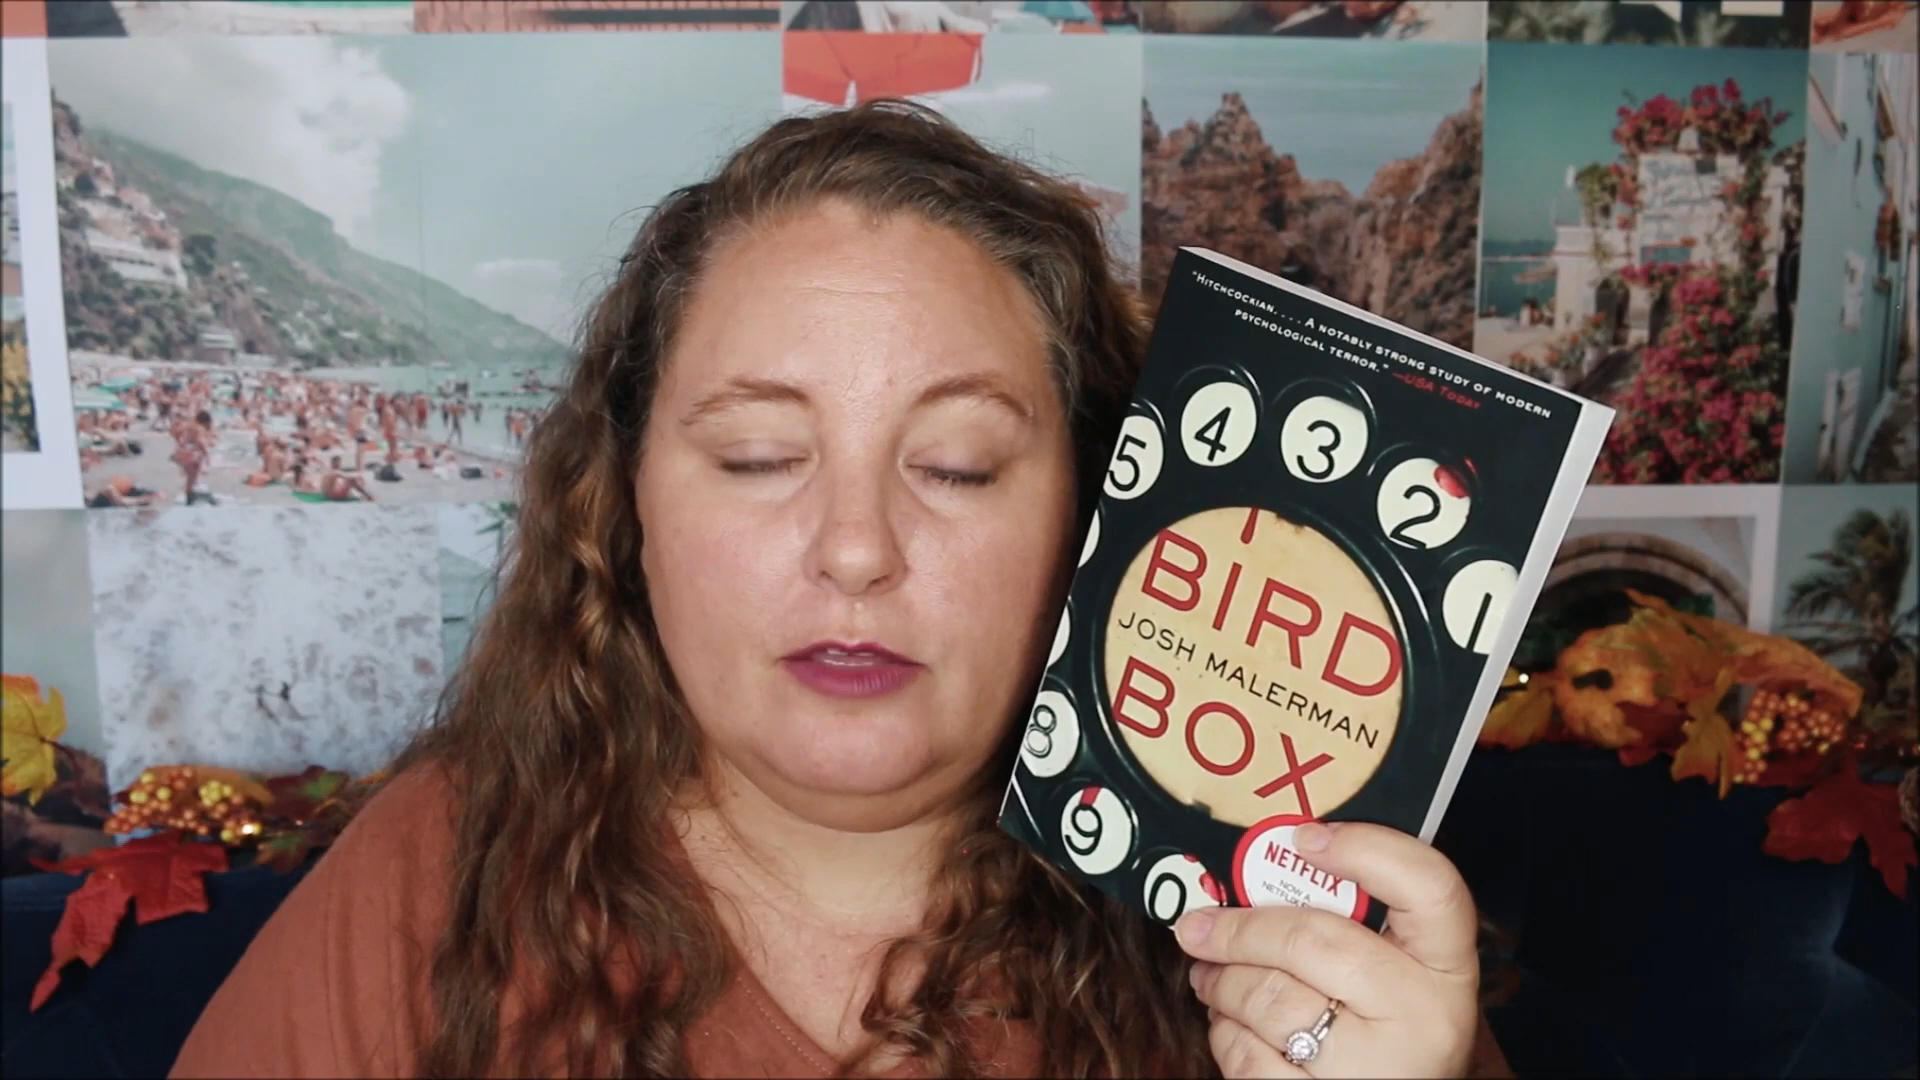 "HITCHCOCKIAN. . . . A NOTABLY STRONG STUDY OF MODERN
PSYCHOLOGICAL TERROR." —USA TODAY
5 4 3 2 1
BIRD
JOSH MALERMAN
BOX
8 9 0
NETFLIX
NOW A
NETFLIX